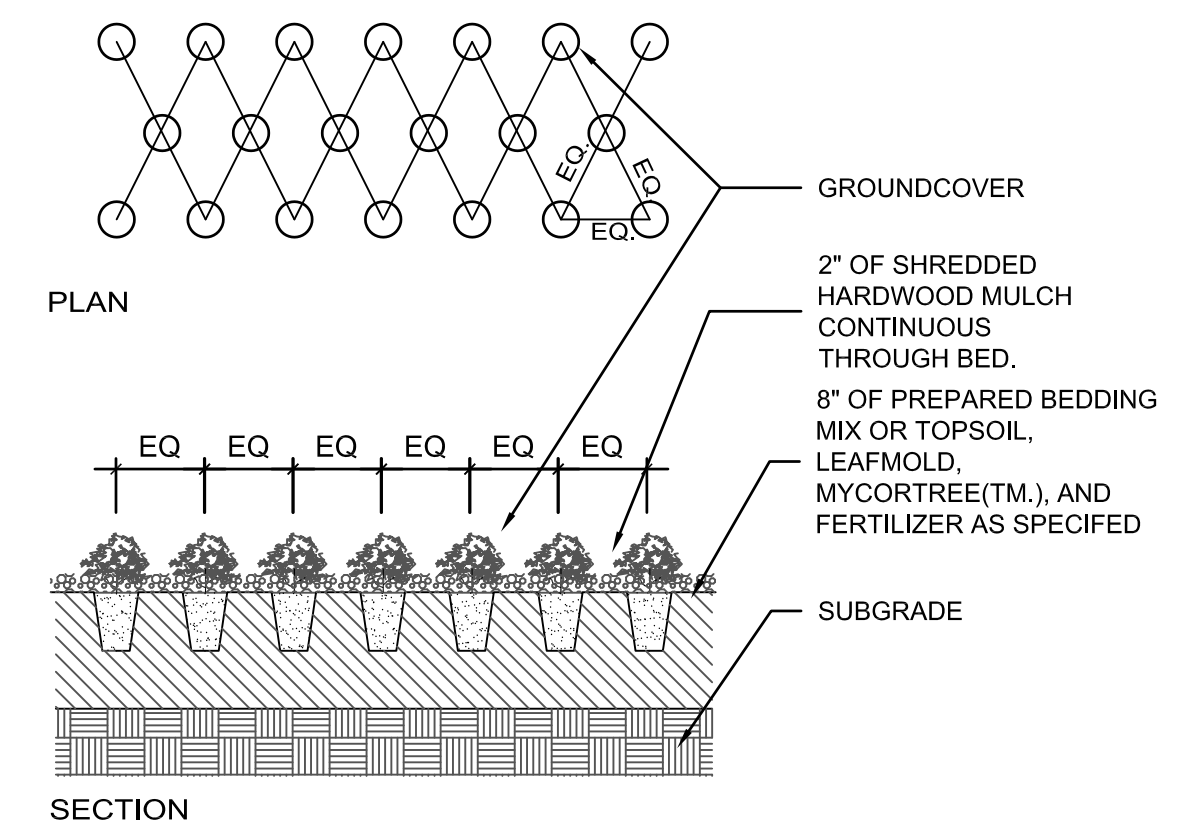 EQ.
EQ.
EQ.
PLAN
GROUNDCOVER
2" OF SHREDDED
HARDWOOD MULCH
CONTINUOUS
THROUGH BED.
8" OF PREPARED BEDDING
MIX OR TOPSOIL,
LEAFMOLD,
MYCORTREE(TM.), AND
FERTILIZER AS SPECIFED
EQ EQ EQ EQ EQ EQ
SUBGRADE
SECTION